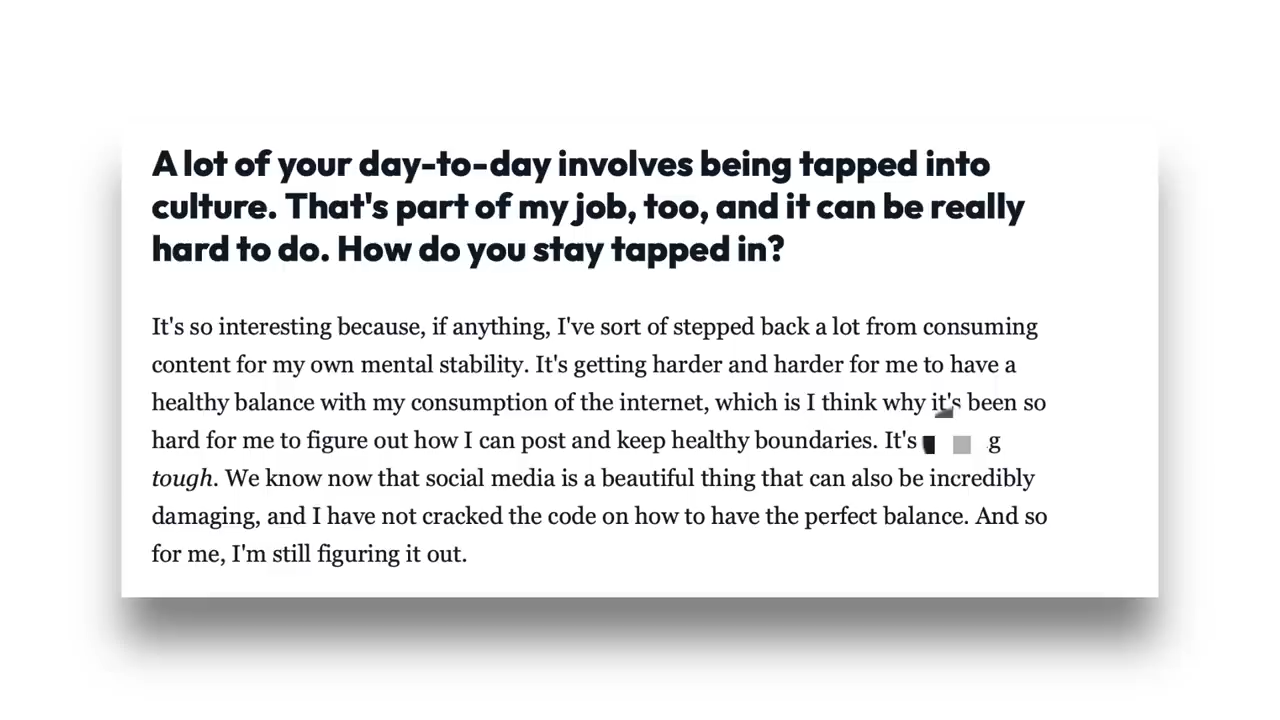 A lot of your day-to-day involves being tapped into
culture. That's part of my job, too, and it can be really
hard to do. How do you stay tapped in?
It's so interesting because, if anything, I've sort of stepped back a lot from consuming
content for my own mental stability. It's getting harder and harder for me to have a
healthy balance with my consumption of the internet, which is I think why it's been so
hard for me to figure out how I can post and keep healthy boundaries. It's
tough. We know now that social media is a beautiful thing that can also be incredibly
damaging, and I have not cracked the code on how to have the perfect balance. And so
for me, I'm still figuring it out.